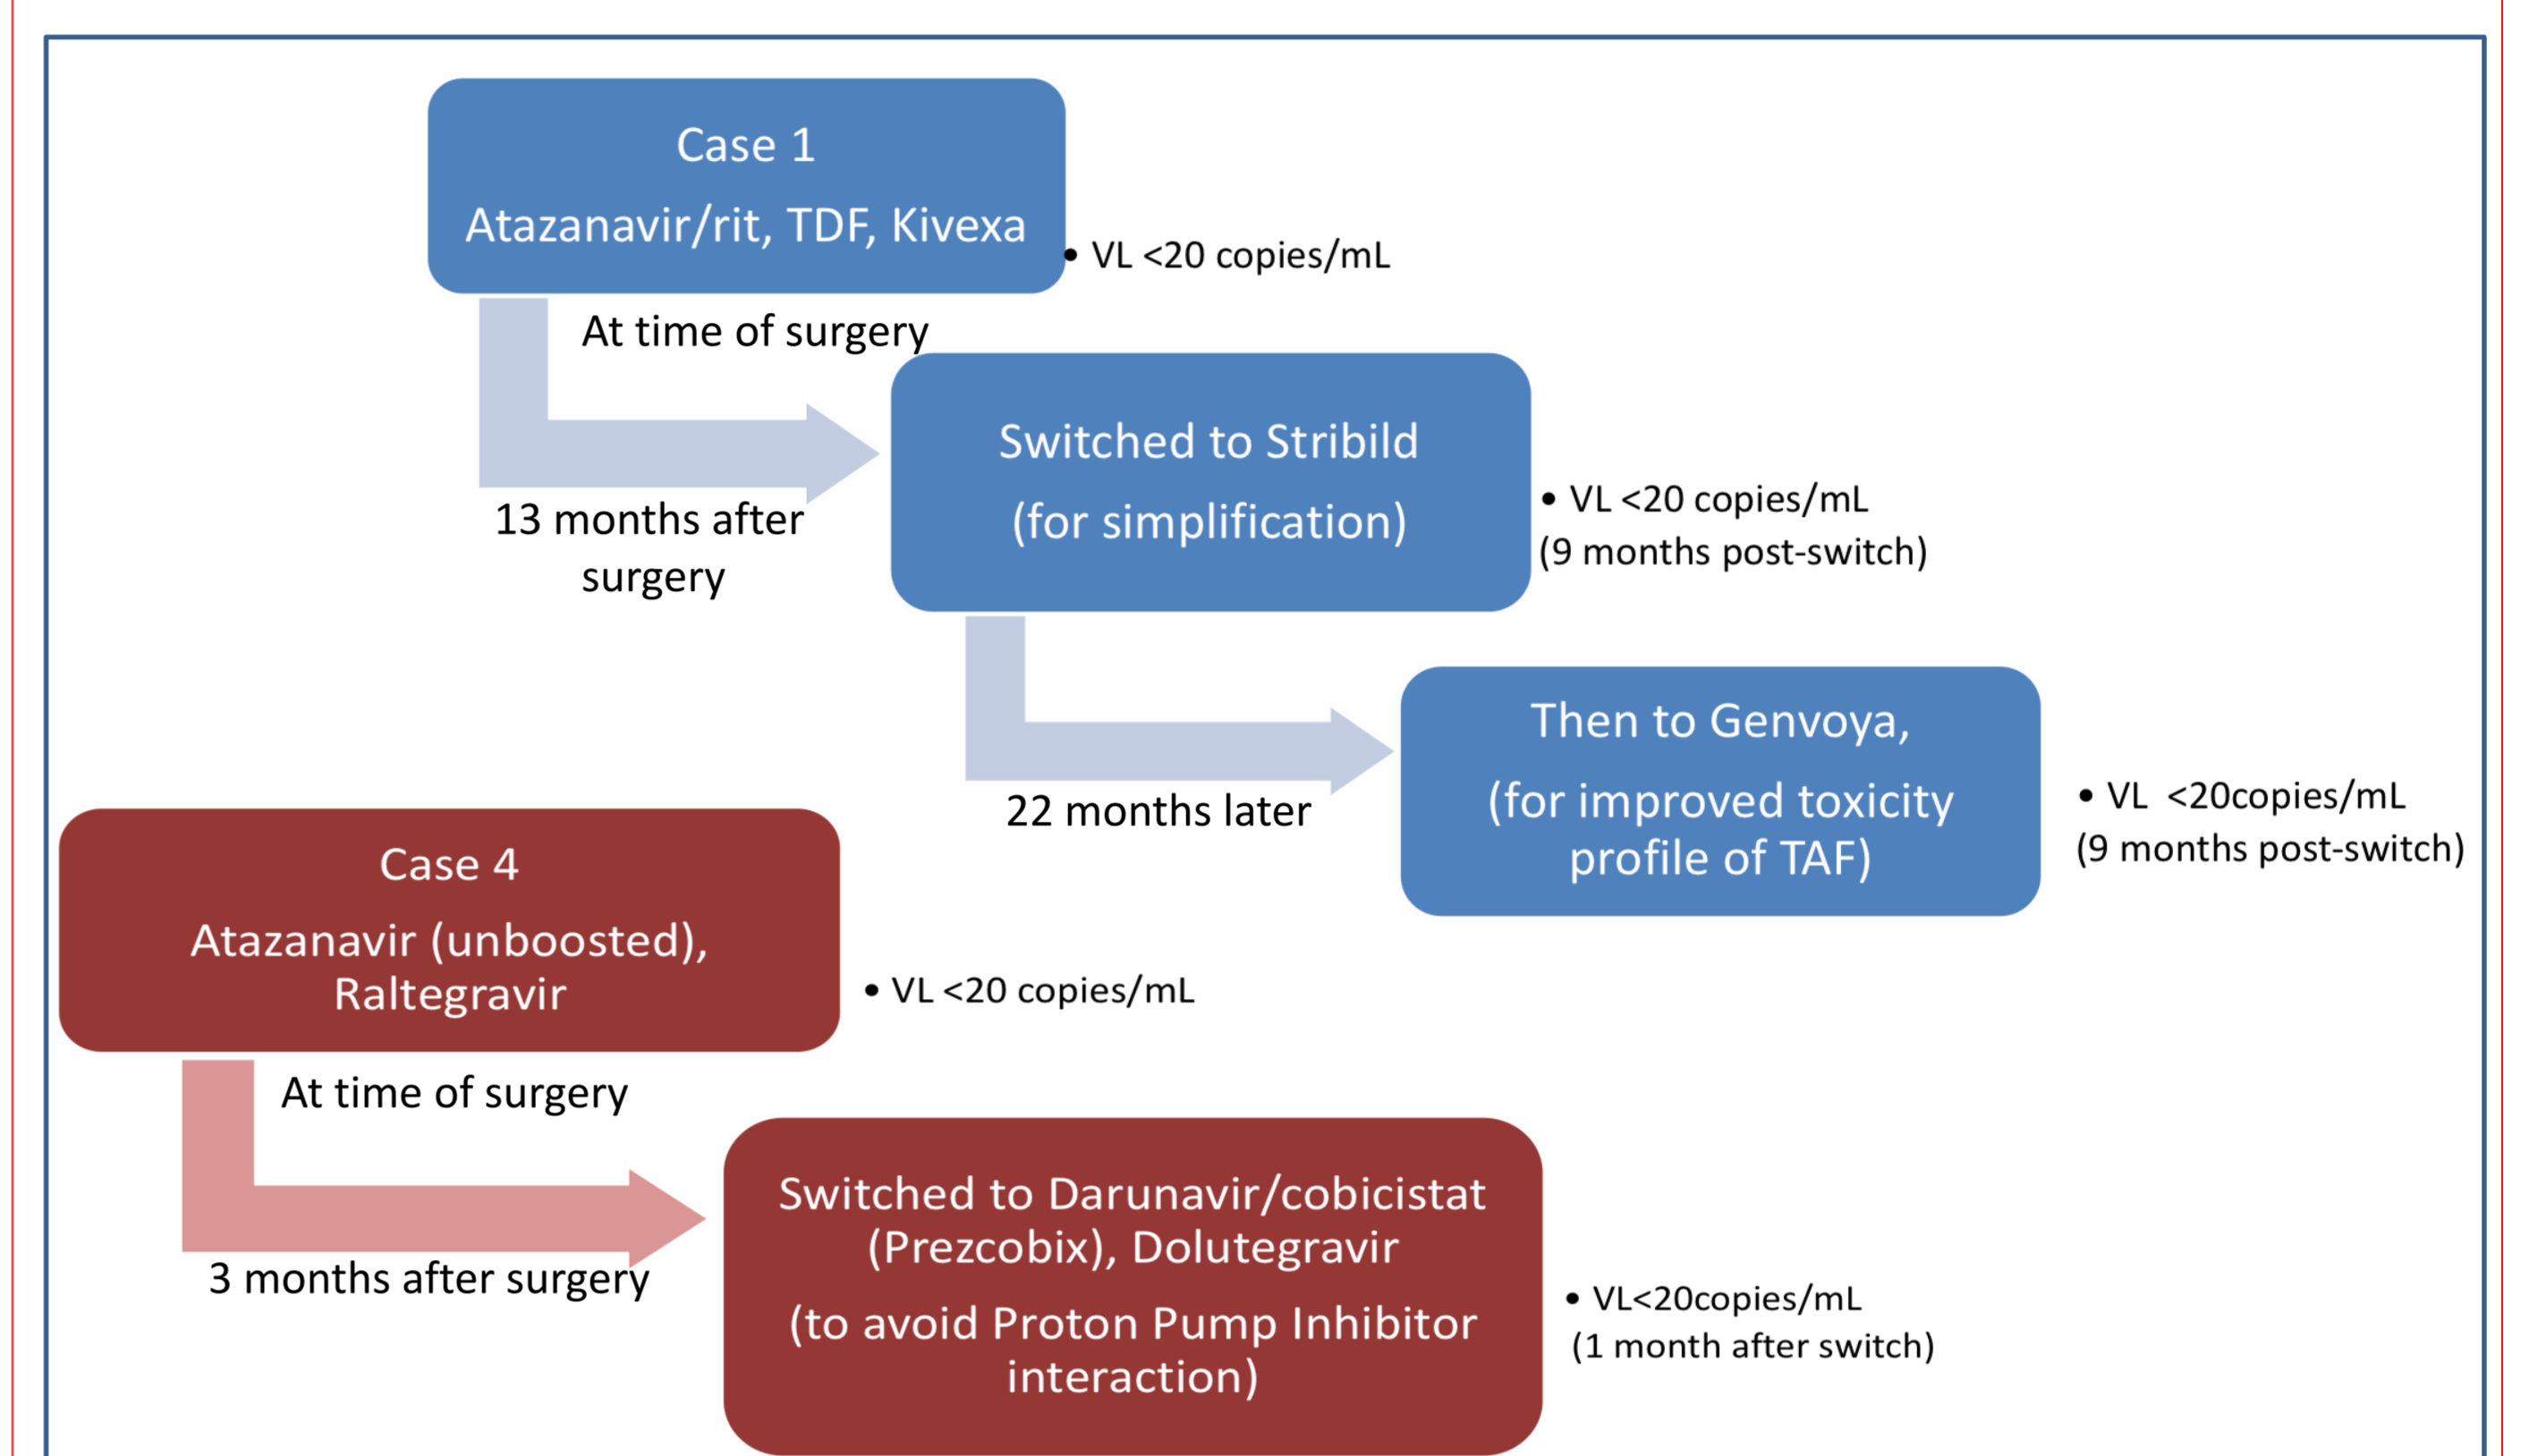 Case 1
Atazanavir/rit, TDF, Kivexa
• VL <20 copies/mL
At time of surgery
13 months after
surgery
Switched to Stribild
(for simplification)
• VL <20 copies/mL
(9 months post-switch)
22 months later
Then to Genvoya,
(for improved toxicity
profile of TAF)
• VL <20copies/mL
(9 months post-switch)
Case 4
Atazanavir (unboosted),
Raltegravir
• VL <20 copies/mL
At time of surgery
3 months after surgery
Switched to Darunavir/cobicistat
(Prezcobix), Dolutegravir
(to avoid Proton Pump Inhibitor
interaction)
• VL<20copies/mL
(1 month after switch)